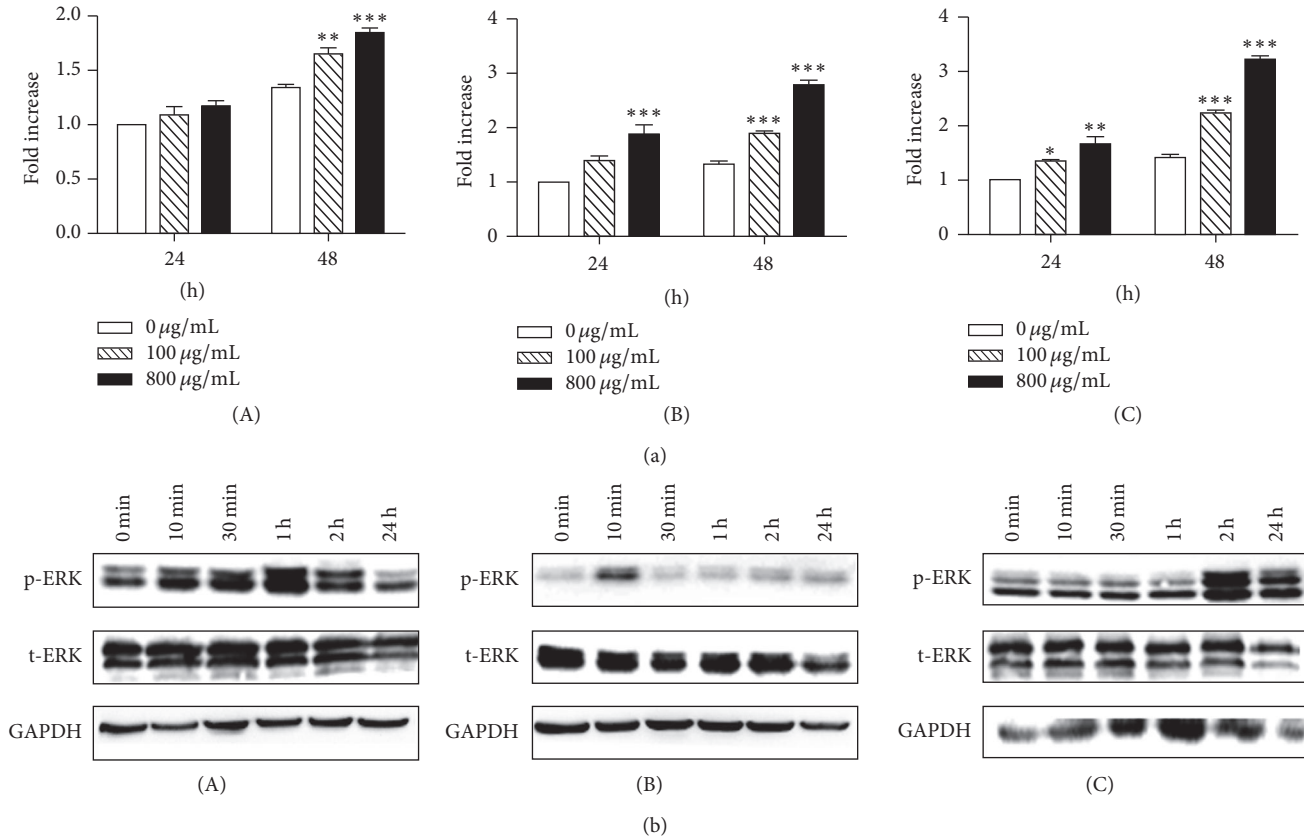 Fold increase
2.0
1.5
1.0
0.5
0.0
** ***
24 48
(h)
0 μg/mL
100 μg/mL
800 μg/mL
(A)
Fold increase
4
3
2
1
0
*** *** ***
24 48
(h)
0 μg/mL
100 μg/mL
800 μg/mL
(B)
Fold increase
4
3
2
1
0
* ** *** ***
24 48
(h)
0 μg/mL
100 μg/mL
800 μg/mL
(C)
(a)
0 min 10 min 30 min 1 h 2 h 24 h
p-ERK
t-ERK
GAPDH
(A)
0 min 10 min 30 min 1 h 2 h 24 h
p-ERK
t-ERK
GAPDH
(B)
0 min 10 min 30 min 1 h 2 h 24 h
p-ERK
t-ERK
GAPDH
(C)
(b)